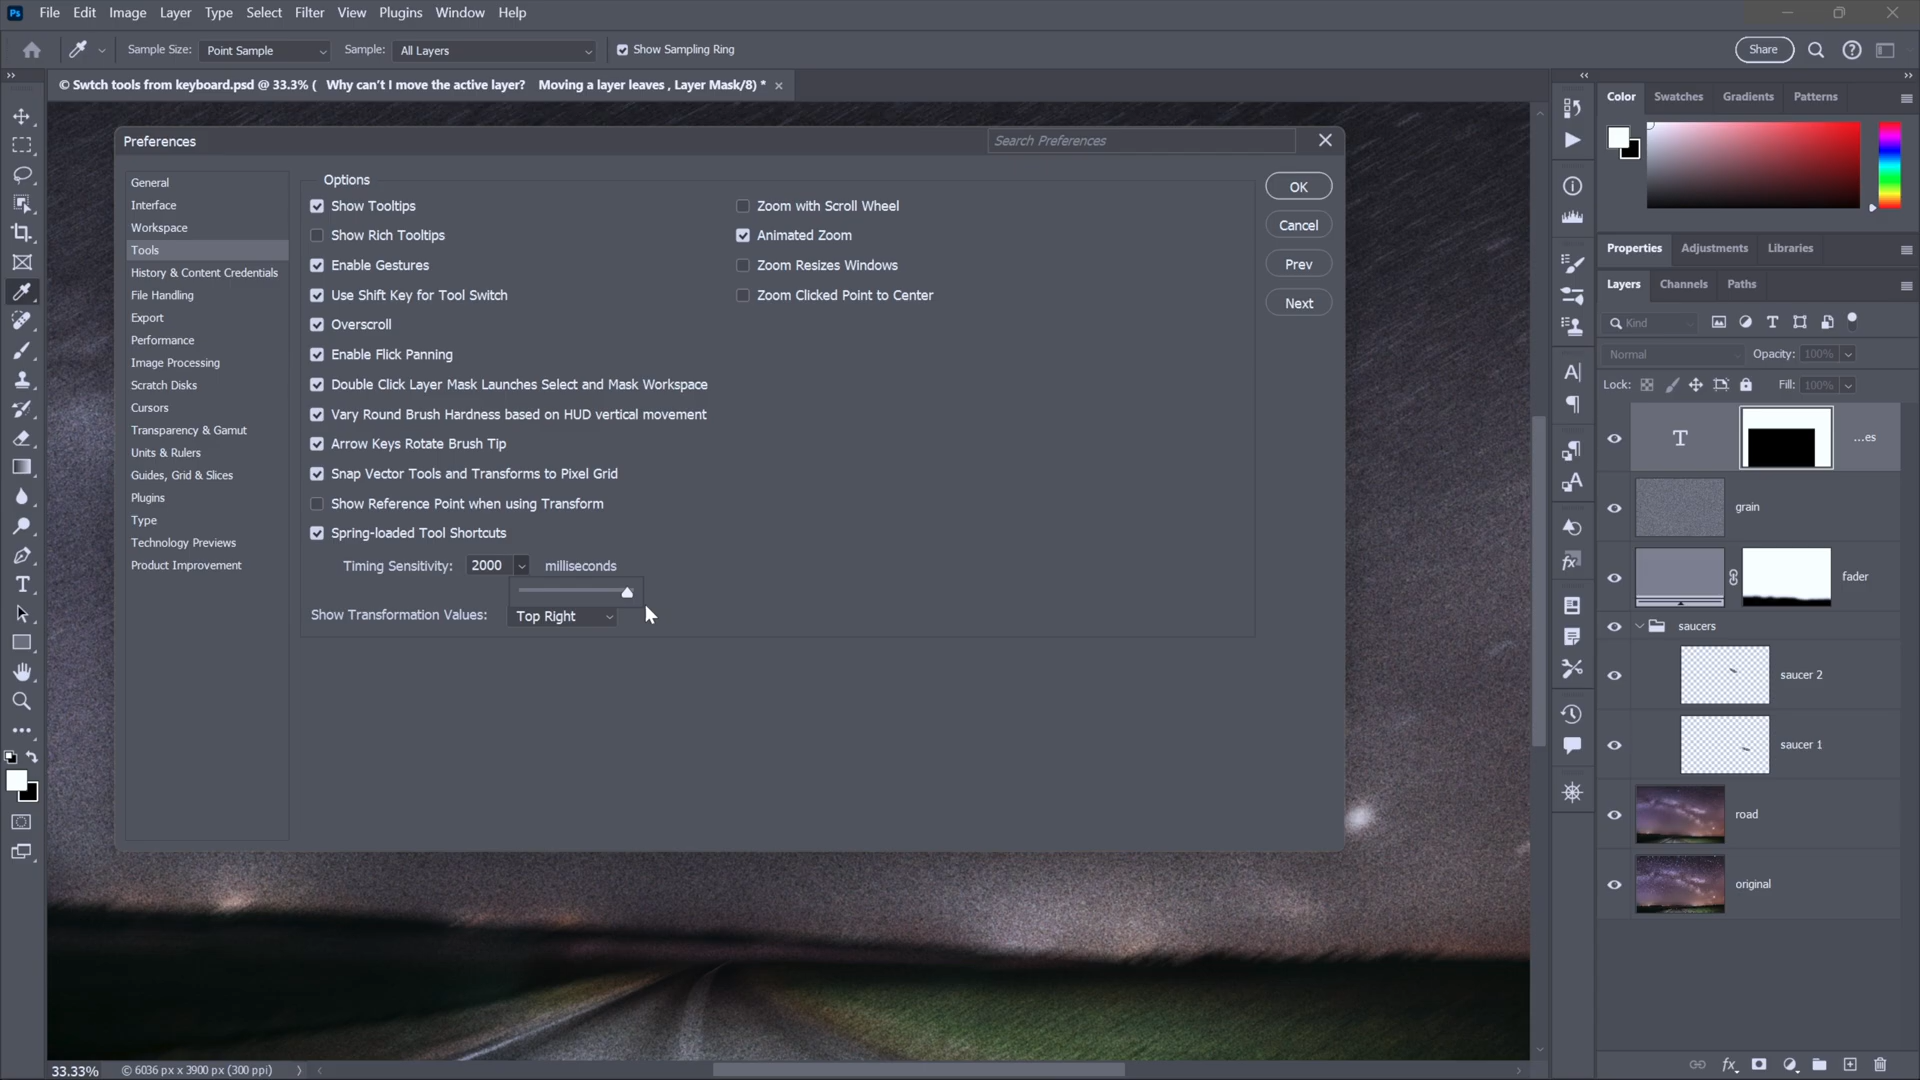 Ps File Edit Image Layer Type Select Filter View Plugins Window Help
Sample Size: Point Sample Sample: All Layers Show Sampling Ring Share
© Swtch tools from keyboard.psd @ 33.3% ( Why can't I move the active layer? Moving a layer leaves , Layer Mask/8) *
Preferences
Search Preferences
General
Interface
Workspace
Tools
History & Content Credentials
File Handling
Export
Performance
Image Processing
Scratch Disks
Cursors
Transparency & Gamut
Units & Rulers
Guides, Grid & Slices
Plugins
Type
Technology Previews
Product Improvement
Options
Show Tooltips
Show Rich Tooltips
Enable Gestures
Use Shift Key for Tool Switch
Overscroll
Enable Flick Panning
Double Click Layer Mask Launches Select and Mask Workspace
Vary Round Brush Hardness based on HUD vertical movement
Arrow Keys Rotate Brush Tip
Snap Vector Tools and Transforms to Pixel Grid
Show Reference Point when using Transform
Spring-loaded Tool Shortcuts
Timing Sensitivity: 2000 milliseconds
Show Transformation Values: Top Right
Zoom with Scroll Wheel
Animated Zoom
Zoom Resizes Windows
Zoom Clicked Point to Center
OK
Cancel
Prev
Next
Color Swatches Gradients Patterns
Properties Adjustments Libraries
Layers Channels Paths
Kind
Normal Opacity: 100%
Lock: Fill: 100%
...es
grain
fader
saucers
saucer 2
saucer 1
road
original
33.33% © 6036 px x 3900 px (300 ppi)